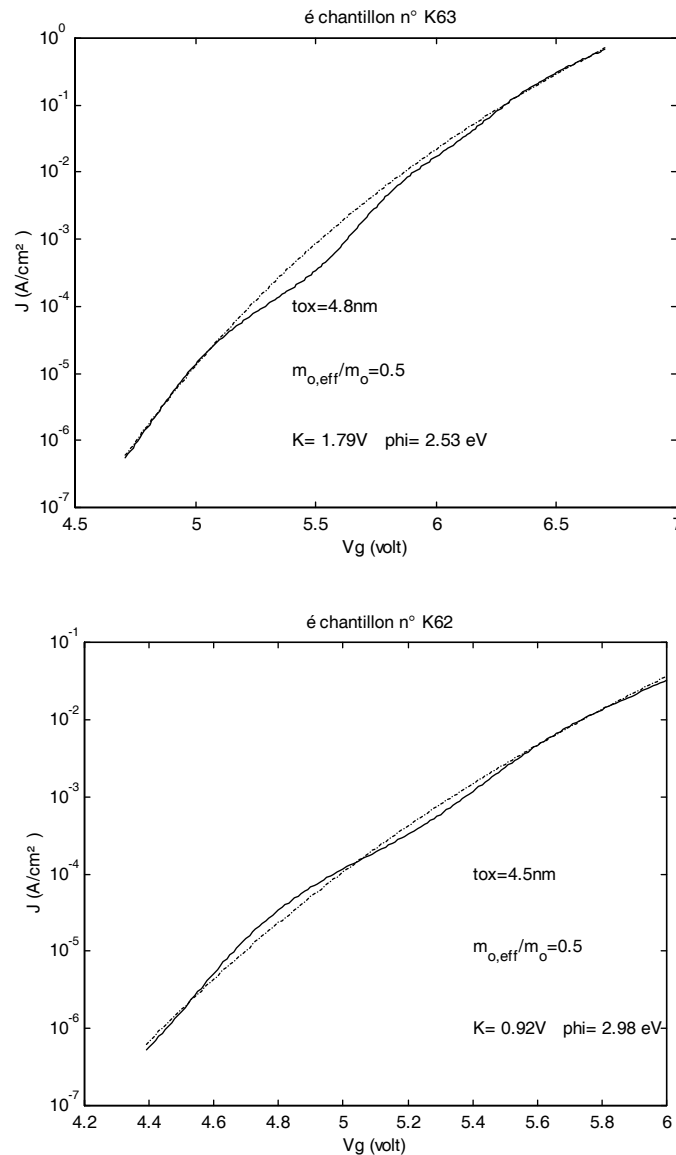 é chantillon n° K63
10^0
10^-1
10^-2
10^-3
10^-4
10^-5
10^-6
10^-7
J (A/cm²)
tox=4.8nm
m_o,eff/m_o=0.5
K= 1.79V phi= 2.53 eV
4.5 5 5.5 6 6.5 7
Vg (volt)
é chantillon n° K62
10^-1
10^-2
10^-3
10^-4
10^-5
10^-6
10^-7
J (A/cm²)
tox=4.5nm
m_o,eff/m_o=0.5
K= 0.92V phi= 2.98 eV
4.2 4.4 4.6 4.8 5 5.2 5.4 5.6 5.8 6
Vg (volt)